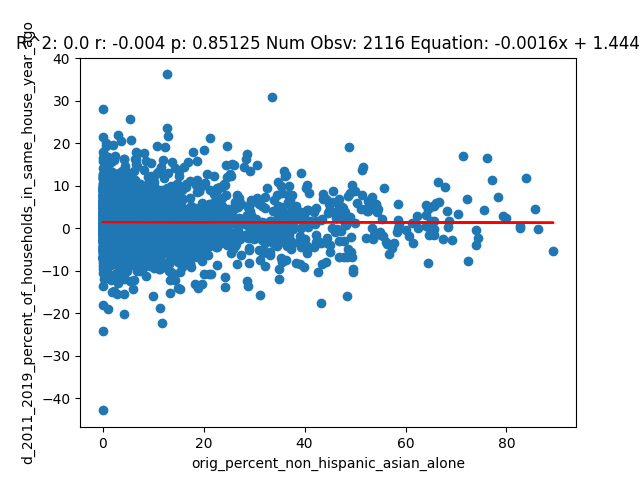 R^2: 0.0 r: -0.004 p: 0.85125 Num Obsv: 2116 Equation: -0.0016x + 1.444
d_2011_2019_percent_of_households_in_same_house_year_ago
40
30
20
10
0
−10
−20
−30
−40
0 20 40 60 80
orig_percent_non_hispanic_asian_alone